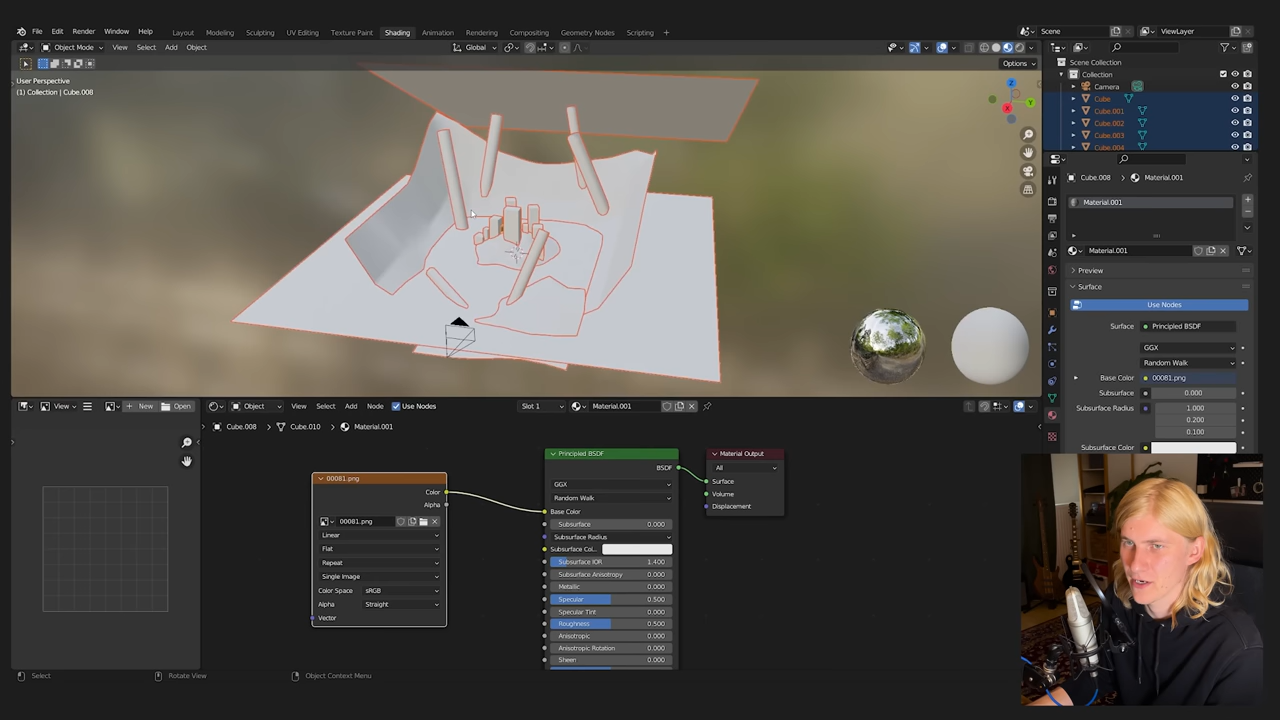 File Edit Render Window Help Layout Modeling Sculpting UV Editing Texture Paint Shading Animation Rendering Compositing Geometry Nodes Scripting + Scene ViewLayer
Object Mode View Select Add Object Global
Options
User Perspective
(1) Collection | Cube.008
Scene Collection
Collection
Camera
Cube
Cube.001
Cube.002
Cube.003
Cube.004
Cube.008 Material.001
Material.001
Material.001
Preview
Surface
Use Nodes
Surface Principled BSDF
GGX
Random Walk
Base Color 00081.png
Subsurface 0.000
Subsurface Radius 1.000
0.200
0.100
Subsurface Color
View New Open Object View Select Add Node Use Nodes Slot 1 Material.001
Cube.008 Cube.010 Material.001
00081.png
Color
Alpha
00081.png
Linear
Flat
Repeat
Single Image
Color Space sRGB
Alpha Straight
Vector
Principled BSDF
BSDF
GGX
Random Walk
Base Color
Subsurface 0.000
Subsurface Radius
Subsurface Col...
Subsurface IOR 1.400
Subsurface Anisotropy 0.000
Metallic 0.000
Specular 0.500
Specular Tint 0.000
Roughness 0.500
Anisotropic 0.000
Anisotropic Rotation 0.000
Sheen 0.000
Material Output
All
Surface
Volume
Displacement
Select Rotate View Object Context Menu